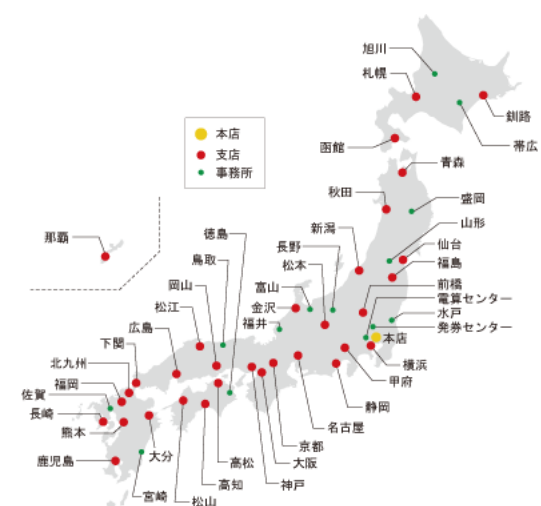 旭川
札幌
釧路
函館
帯広
本店
支店
事務所
青森
秋田
盛岡
山形
仙台
福島
新潟
長野
松本
前橋
電算センター
水戸
発券センター
本店
横浜
甲府
静岡
名古屋
京都
大阪
神戸
富山
金沢
福井
徳島
鳥取
岡山
松江
広島
下関
北九州
福岡
佐賀
長崎
熊本
鹿児島
大分
宮崎
松山
高知
高松
那覇